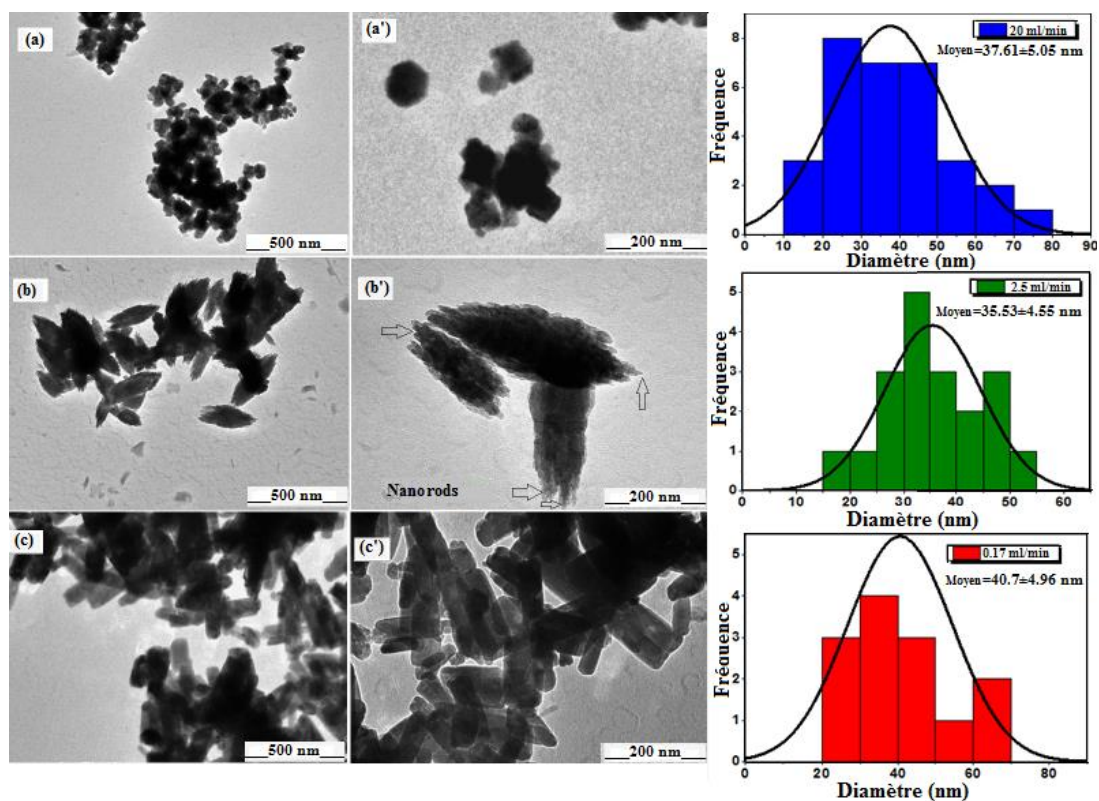 (a)
500 nm
(a')
200 nm
Fréquence
8
6
4
2
0
20 ml/min
Moyen=37.61±5.05 nm
0 10 20 30 40 50 60 70 80 90
Diamètre (nm)
(b)
500 nm
(b')
Nanorods
200 nm
Fréquence
5
4
3
2
1
0
2.5 ml/min
Moyen=35.53±4.55 nm
0 10 20 30 40 50 60
Diamètre (nm)
(c)
500 nm
(c')
200 nm
Fréquence
5
4
3
2
1
0
0.17 ml/min
Moyen=40.7±4.96 nm
0 20 40 60 80
Diamètre (nm)